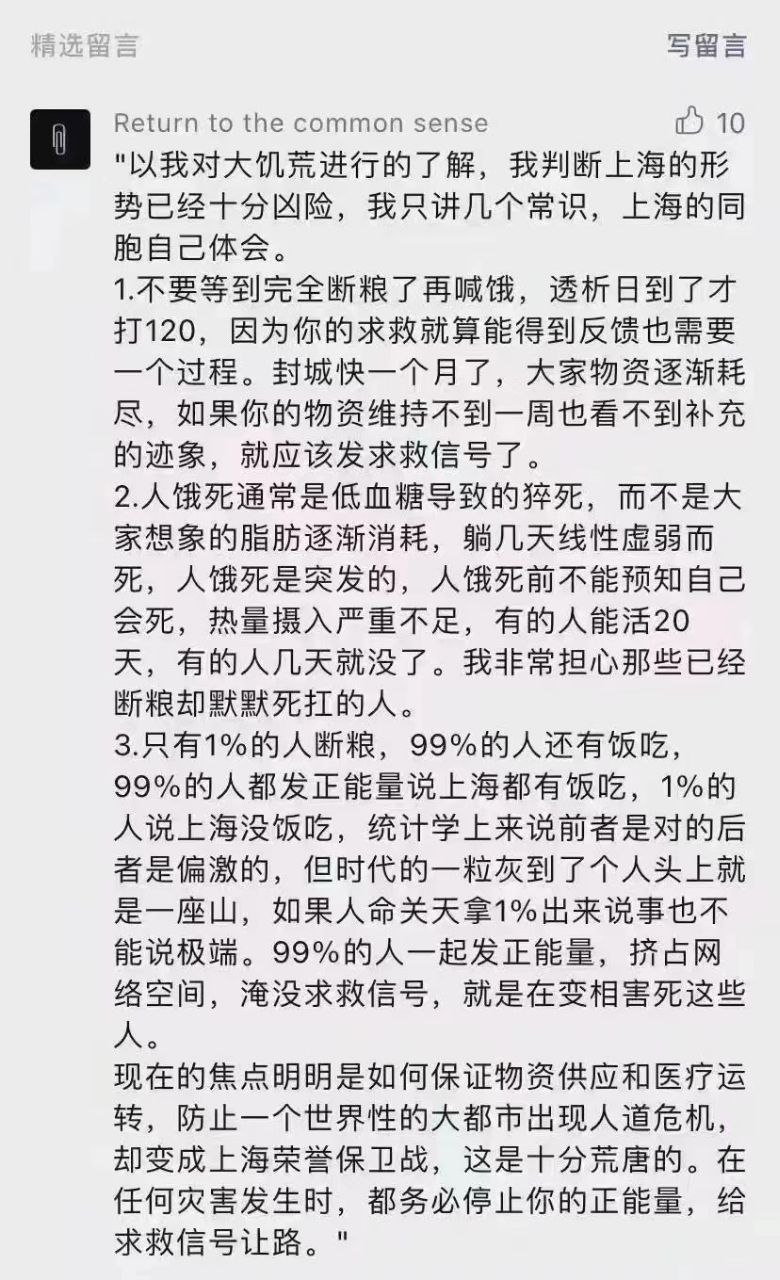 精选留言
写留言
Return to the common sense
10
"以我对大饥荒进行的了解，我判断上海的形
势已经十分凶险，我只讲几个常识，上海的同
胞自己体会。
1.不要等到完全断粮了再喊饿，透析日到了才
打120，因为你的求救就算能得到反馈也需要
一个过程。封城快一个月了，大家物资逐渐耗
尽，如果你的物资维持不到一周也看不到补充
的迹象，就应该发求救信号了。
2.人饿死通常是低血糖导致的猝死，而不是大
家想象的脂肪逐渐消耗，躺几天线性虚弱而
死，人饿死是突发的，人饿死前不能预知自己
会死，热量摄入严重不足，有的人能活20
天，有的人几天就没了。我非常担心那些已经
断粮却默默死扛的人。
3.只有1%的人断粮，99%的人还有饭吃，
99%的人都发正能量说上海都有饭吃，1%的
人说上海没饭吃，统计学上来说前者是对的后
者是偏激的，但时代的一粒灰到了个人头上就
是一座山，如果人命关天拿1%出来说事也不
能说极端。99%的人一起发正能量，挤占网
络空间，淹没求救信号，就是在变相害死这些
人。
现在的焦点明明是如何保证物资供应和医疗运
转，防止一个世界性的大都市出现人道危机，
却变成上海荣誉保卫战，这是十分荒唐的。在
任何灾害发生时，都务必停止你的正能量，给
求救信号让路。"